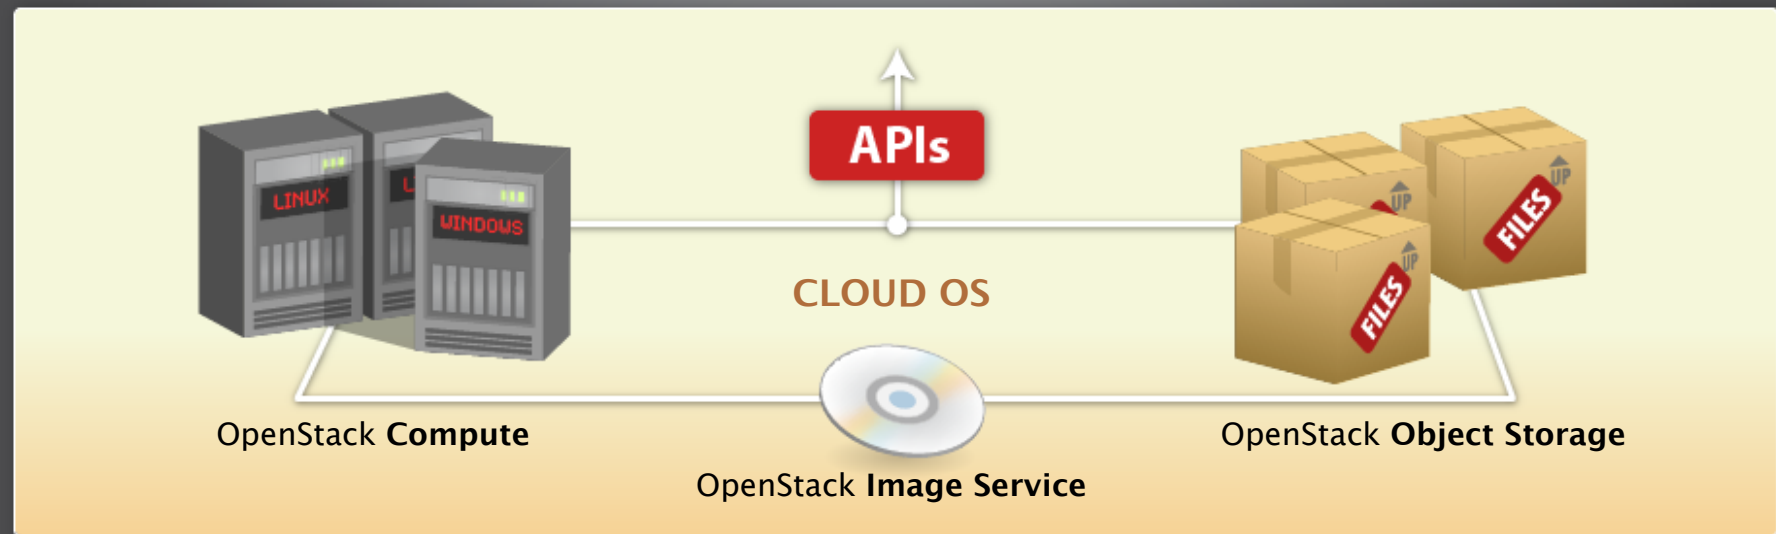 APIs
LINUX
L
WINDOWS
UP
UP
UP
FILES
FILES
CLOUD OS
OpenStack Compute
OpenStack Object Storage
OpenStack Image Service